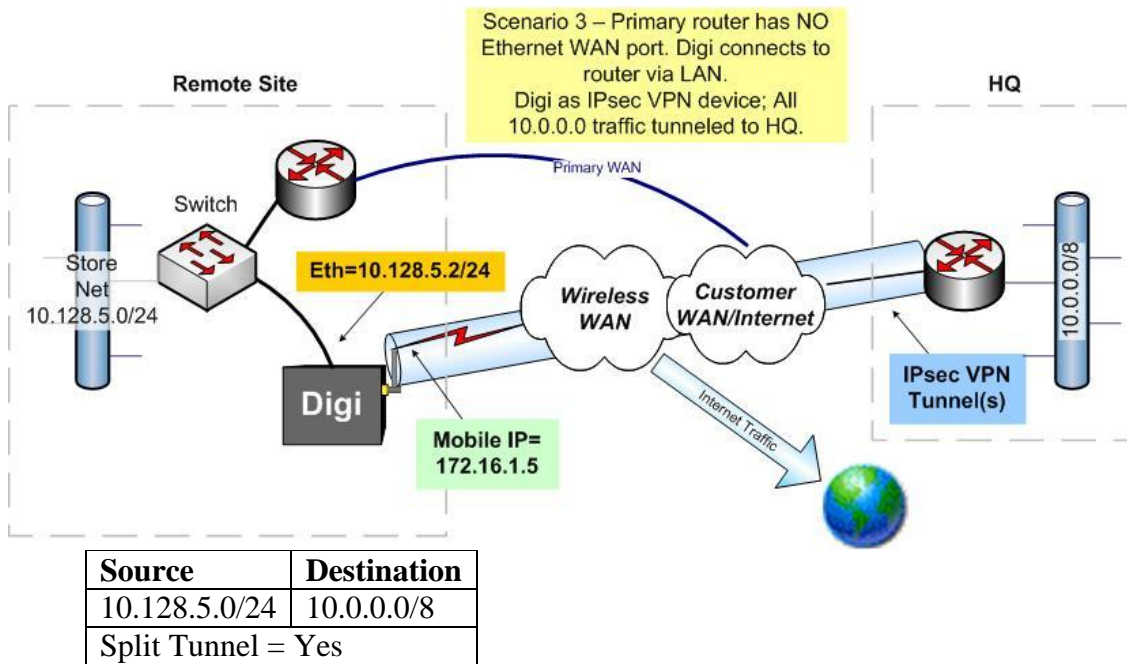 Scenario 3 – Primary router has NO
Ethernet WAN port. Digi connects to
router via LAN.
Digi as IPsec VPN device; All
10.0.0.0 traffic tunneled to HQ.
Remote Site
HQ
Primary WAN
Switch
Store
Net
10.128.5.0/24
Eth=10.128.5.2/24
Wireless
WAN
Customer
WAN/Internet
10.0.0.0/8
IPsec VPN
Tunnel(s)
Digi
Mobile IP=
172.16.1.5
Internet Traffic
Source Destination
10.128.5.0/24 10.0.0.0/8
Split Tunnel = Yes